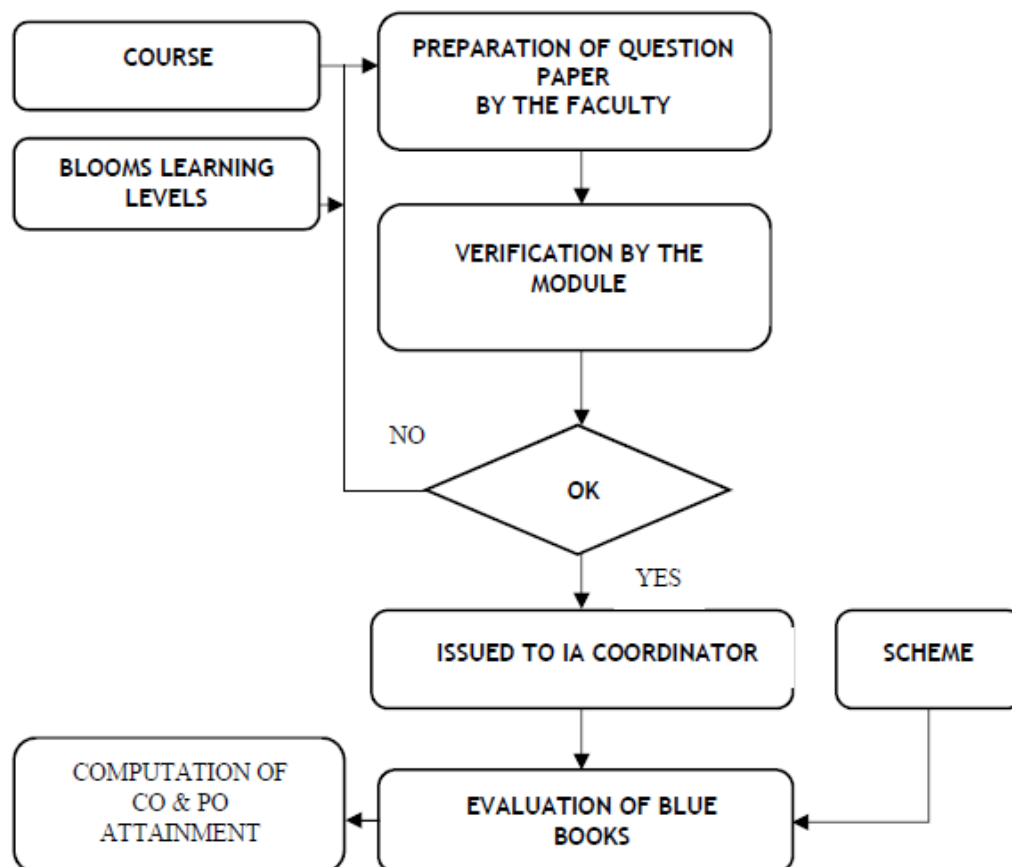 COURSE
PREPARATION OF QUESTION
PAPER
BY THE FACULTY
BLOOMS LEARNING
LEVELS
VERIFICATION BY THE
MODULE
NO
OK
YES
ISSUED TO IA COORDINATOR
SCHEME
COMPUTATION OF
CO & PO
ATTAINMENT
EVALUATION OF BLUE
BOOKS